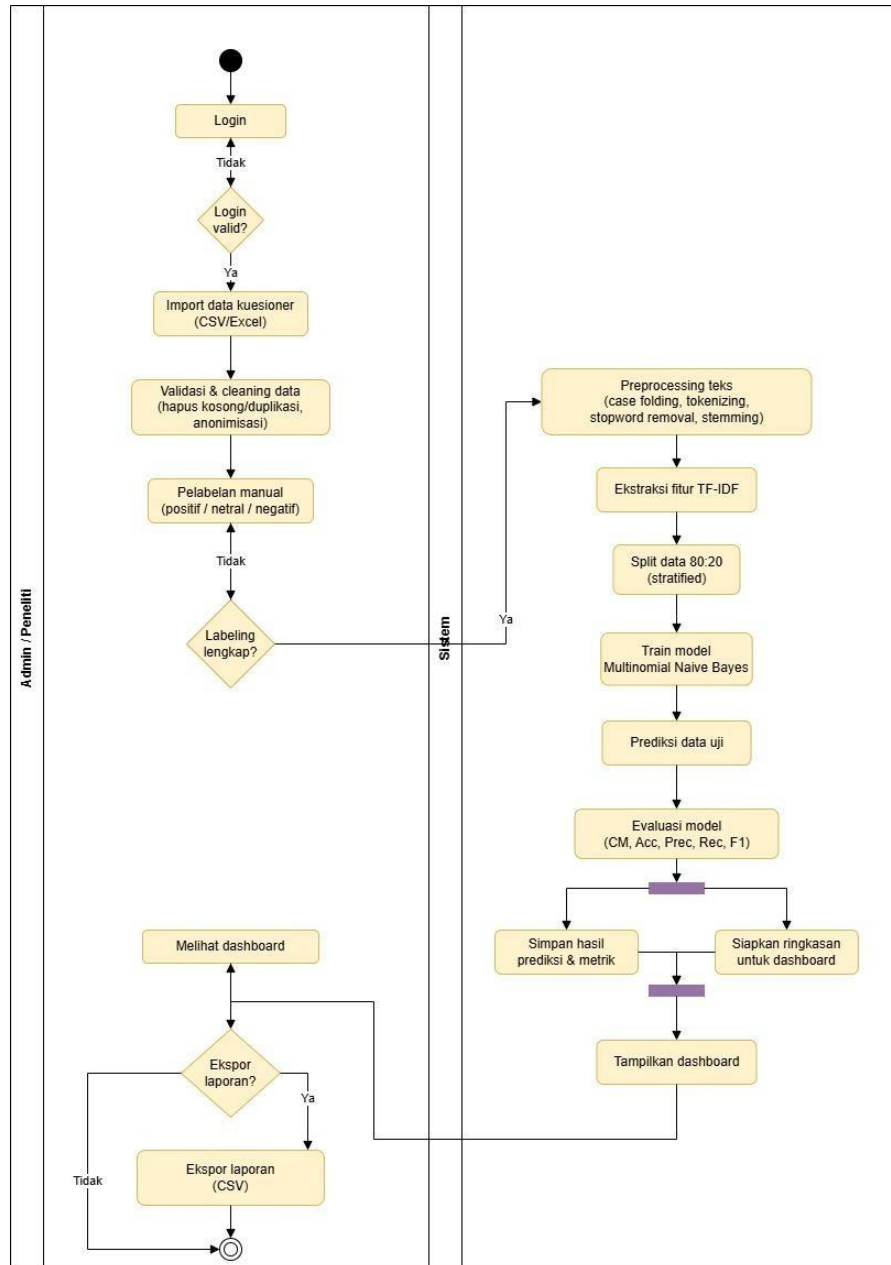 Admin / Peneliti
Login
Tidak
Login
valid?
Ya
Import data kuesioner
(CSV/Excel)
Validasi & cleaning data
(hapus kosong/duplikasi,
anonimisasi)
Pelabelan manual
(positif / netral / negatif)
Tidak
Labeling
lengkap?
Ya
Sistem
Preprocessing teks
(case folding, tokenizing,
stopword removal, stemming)
Ekstraksi fitur TF-IDF
Split data 80:20
(stratified)
Train model
Multinomial Naive Bayes
Prediksi data uji
Evaluasi model
(CM, Acc, Prec, Rec, F1)
Simpan hasil
prediksi & metrik
Siapkan ringkasan
untuk dashboard
Tampilkan dashboard
Melihat dashboard
Ekspor
laporan?
Ya
Ekspor laporan
(CSV)
Tidak